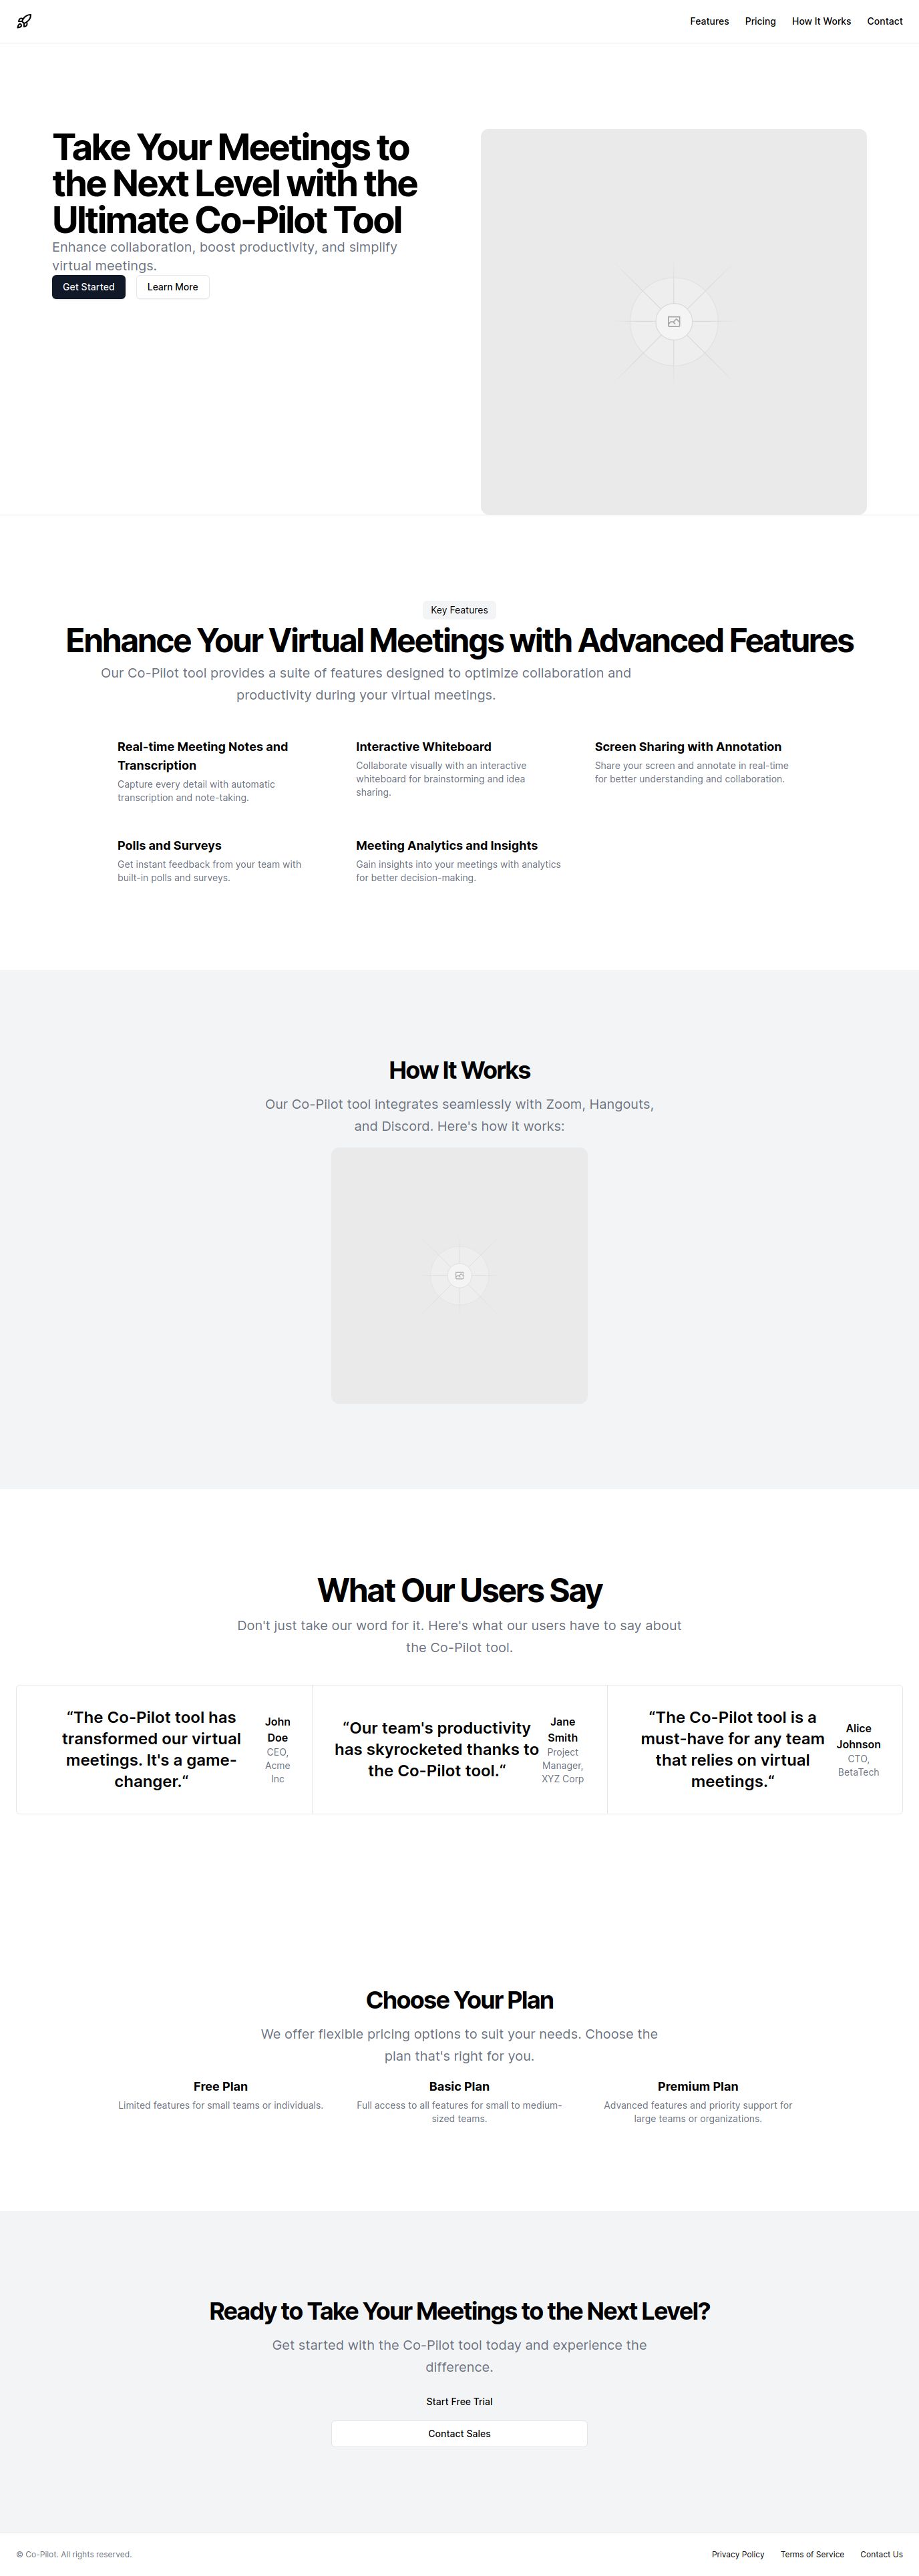 Features Pricing How It Works Contact
Take Your Meetings to
the Next Level with the
Ultimate Co-Pilot Tool
Enhance collaboration, boost productivity, and simplify
virtual meetings.
Get Started Learn More
Key Features
Enhance Your Virtual Meetings with Advanced Features
Our Co-Pilot tool provides a suite of features designed to optimize collaboration and
productivity during your virtual meetings.
Real-time Meeting Notes and
Transcription
Capture every detail with automatic
transcription and note-taking.
Interactive Whiteboard
Collaborate visually with an interactive
whiteboard for brainstorming and idea
sharing.
Screen Sharing with Annotation
Share your screen and annotate in real-time
for better understanding and collaboration.
Polls and Surveys
Get instant feedback from your team with
built-in polls and surveys.
Meeting Analytics and Insights
Gain insights into your meetings with analytics
for better decision-making.
How It Works
Our Co-Pilot tool integrates seamlessly with Zoom, Hangouts,
and Discord. Here's how it works:
What Our Users Say
Don't just take our word for it. Here's what our users have to say about
the Co-Pilot tool.
“The Co-Pilot tool has
transformed our virtual
meetings. It's a game-
changer.“
John
Doe
CEO,
Acme
Inc
“Our team's productivity
has skyrocketed thanks to
the Co-Pilot tool.“
Jane
Smith
Project
Manager,
XYZ Corp
“The Co-Pilot tool is a
must-have for any team
that relies on virtual
meetings.“
Alice
Johnson
CTO,
BetaTech
Choose Your Plan
We offer flexible pricing options to suit your needs. Choose the
plan that's right for you.
Free Plan
Limited features for small teams or individuals.
Basic Plan
Full access to all features for small to medium-
sized teams.
Premium Plan
Advanced features and priority support for
large teams or organizations.
Ready to Take Your Meetings to the Next Level?
Get started with the Co-Pilot tool today and experience the
difference.
Start Free Trial
Contact Sales
© Co-Pilot. All rights reserved.
Privacy Policy Terms of Service Contact Us